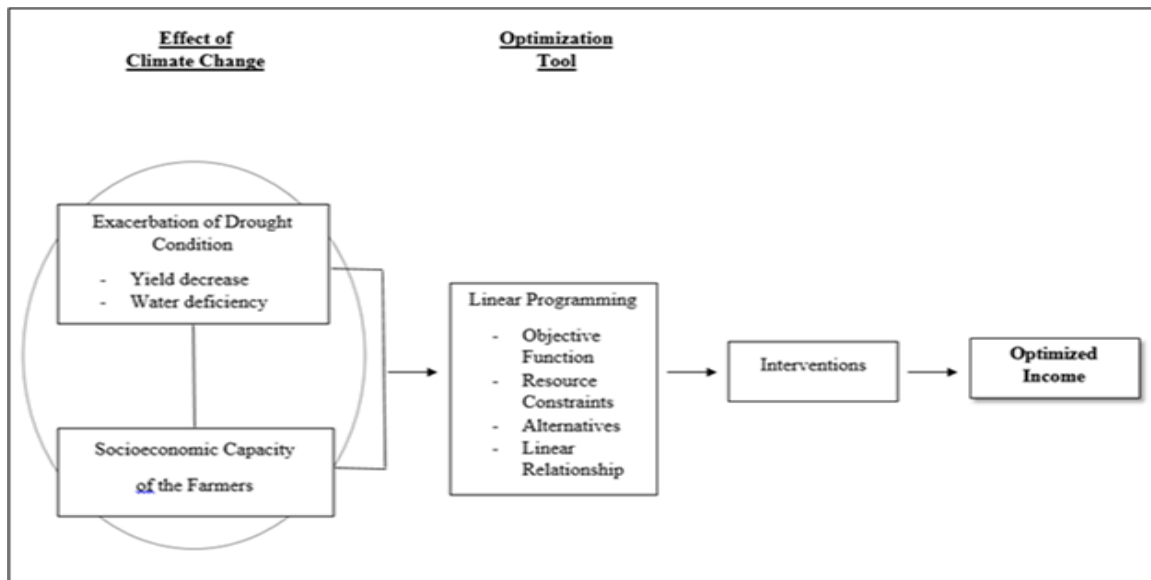 Effect of
Climate Change
Optimization
Tool
Exacerbation of Drought
Condition
- Yield decrease
- Water deficiency
Socioeconomic Capacity
of the Farmers
Linear Programming
- Objective
Function
- Resource
Constraints
- Alternatives
- Linear
Relationship
Interventions
Optimized
Income